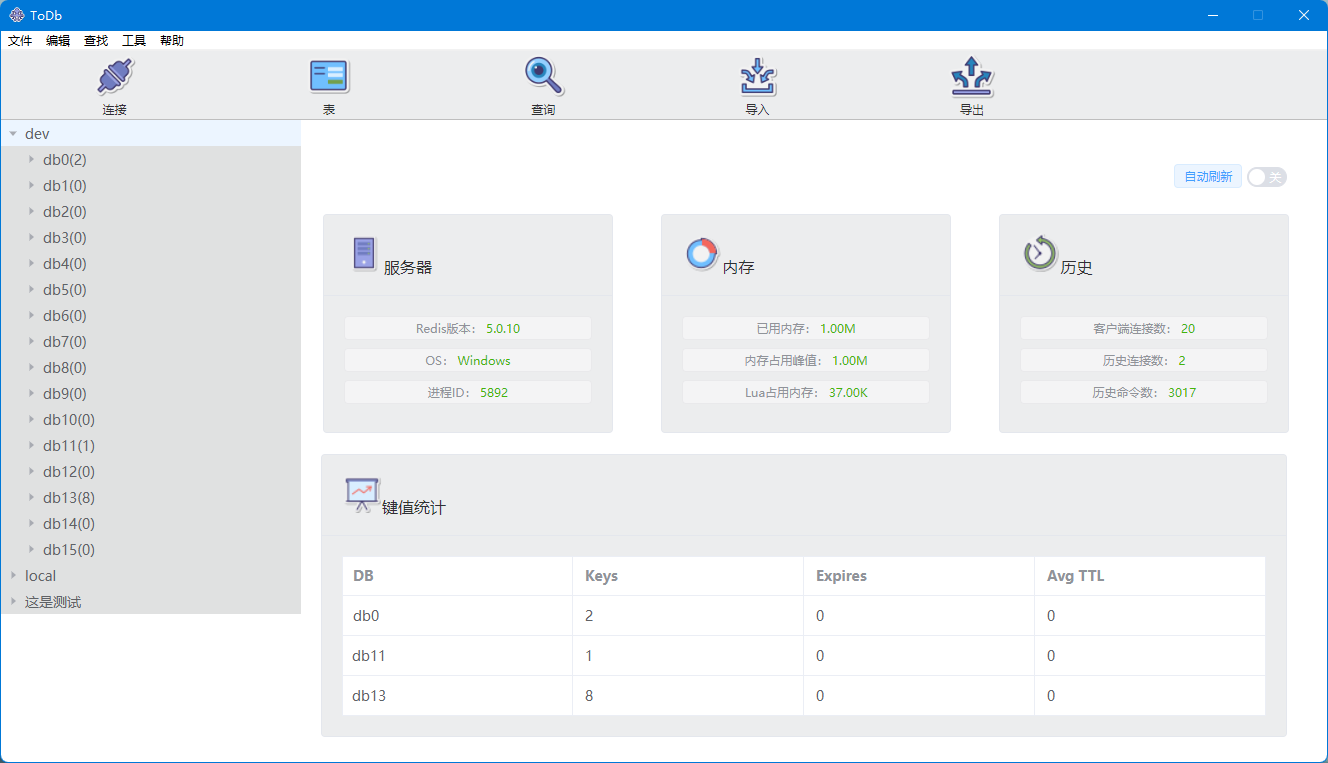 ToDb
文件 编辑 查找 工具 帮助
连接 表 查询 导入 导出
dev
db0(2)
db1(0)
db2(0)
db3(0)
db4(0)
db5(0)
db6(0)
db7(0)
db8(0)
db9(0)
db10(0)
db11(1)
db12(0)
db13(8)
db14(0)
db15(0)
local
这是测试
自动刷新 关
服务器
Redis版本： 5.0.10
OS： Windows
进程ID： 5892
内存
已用内存： 1.00M
内存占用峰值： 1.00M
Lua占用内存： 37.00K
历史
客户端连接数： 20
历史连接数： 2
历史命令数： 3017
键值统计
DB Keys Expires Avg TTL
db0 2 0 0
db11 1 0 0
db13 8 0 0